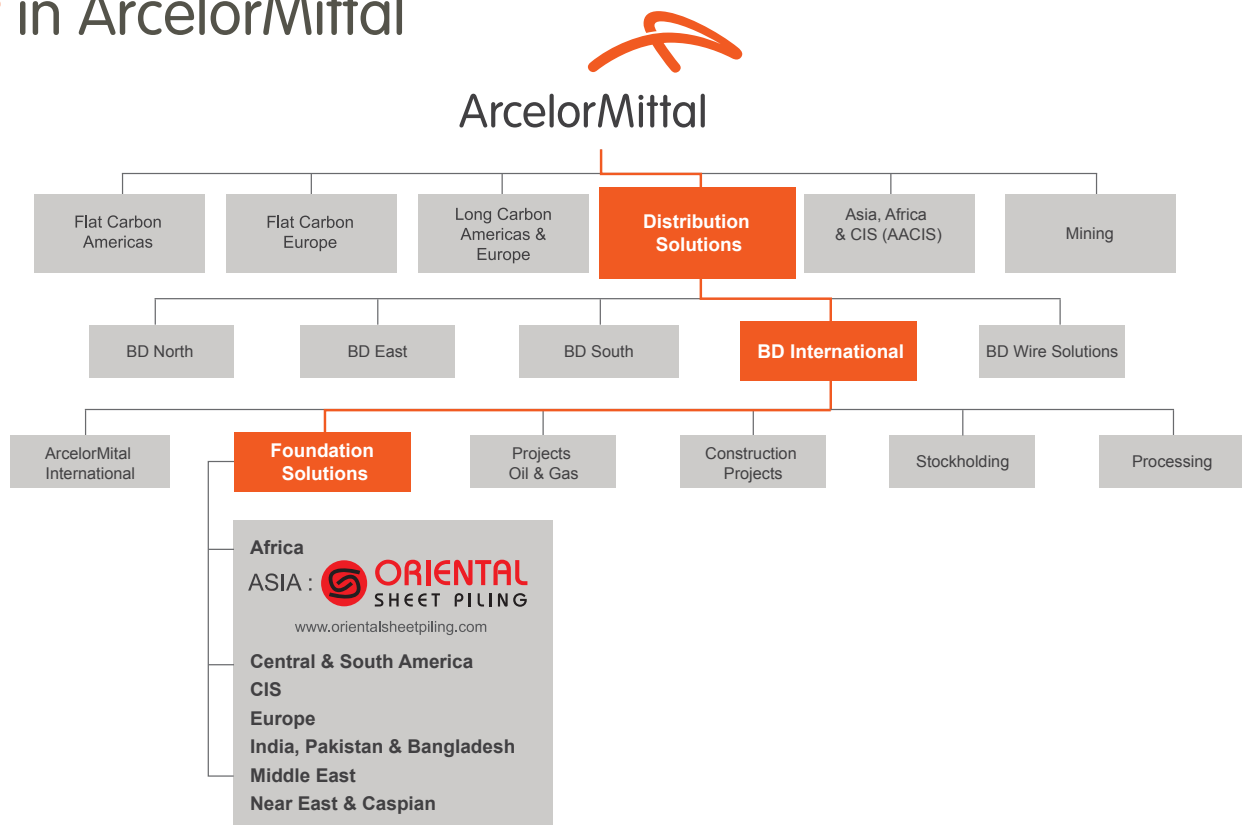 in ArcelorMittal
ArcelorMittal
Flat Carbon
Americas
Flat Carbon
Europe
Long Carbon
Americas &
Europe
Distribution
Solutions
Asia, Africa
& CIS (AACIS)
Mining
BD North
BD East
BD South
BD International
BD Wire Solutions
ArcelorMital
International
Foundation
Solutions
Projects
Oil & Gas
Construction
Projects
Stockholding
Processing
Africa
ASIA : ORIENTAL
SHEET PILING
www.orientalsheetpiling.com
Central & South America
CIS
Europe
India, Pakistan & Bangladesh
Middle East
Near East & Caspian